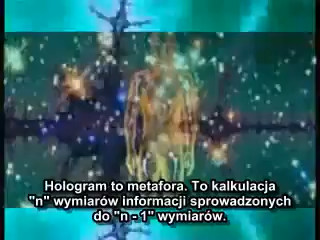 Hologram to metafora. To kalkulacja
"n" wymiarów informacji sprowadzonych
do "n - 1" wymiarów.